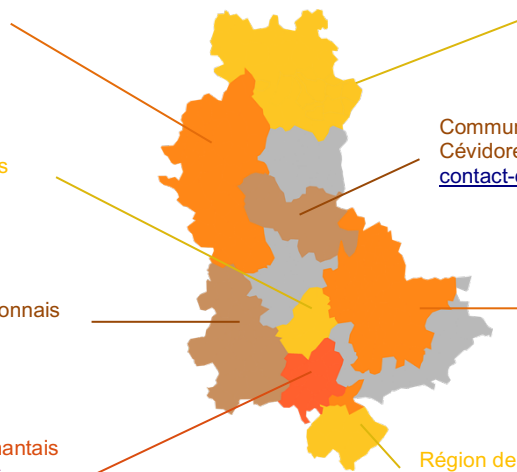 s
Commun
Cévidore
contact-c
onnais
nantais
Région de